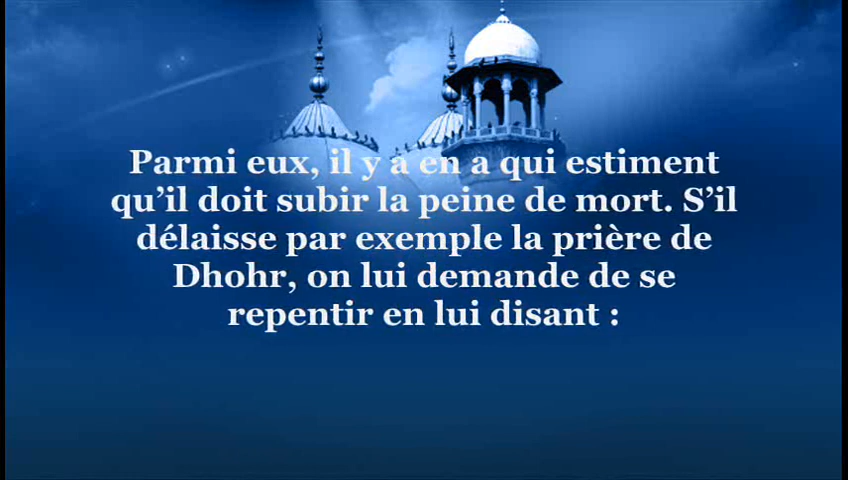 Parmi eux, il y a en a qui estiment
qu’il doit subir la peine de mort. S’il
délaisse par exemple la prière de
Dhohr, on lui demande de se
repentir en lui disant :